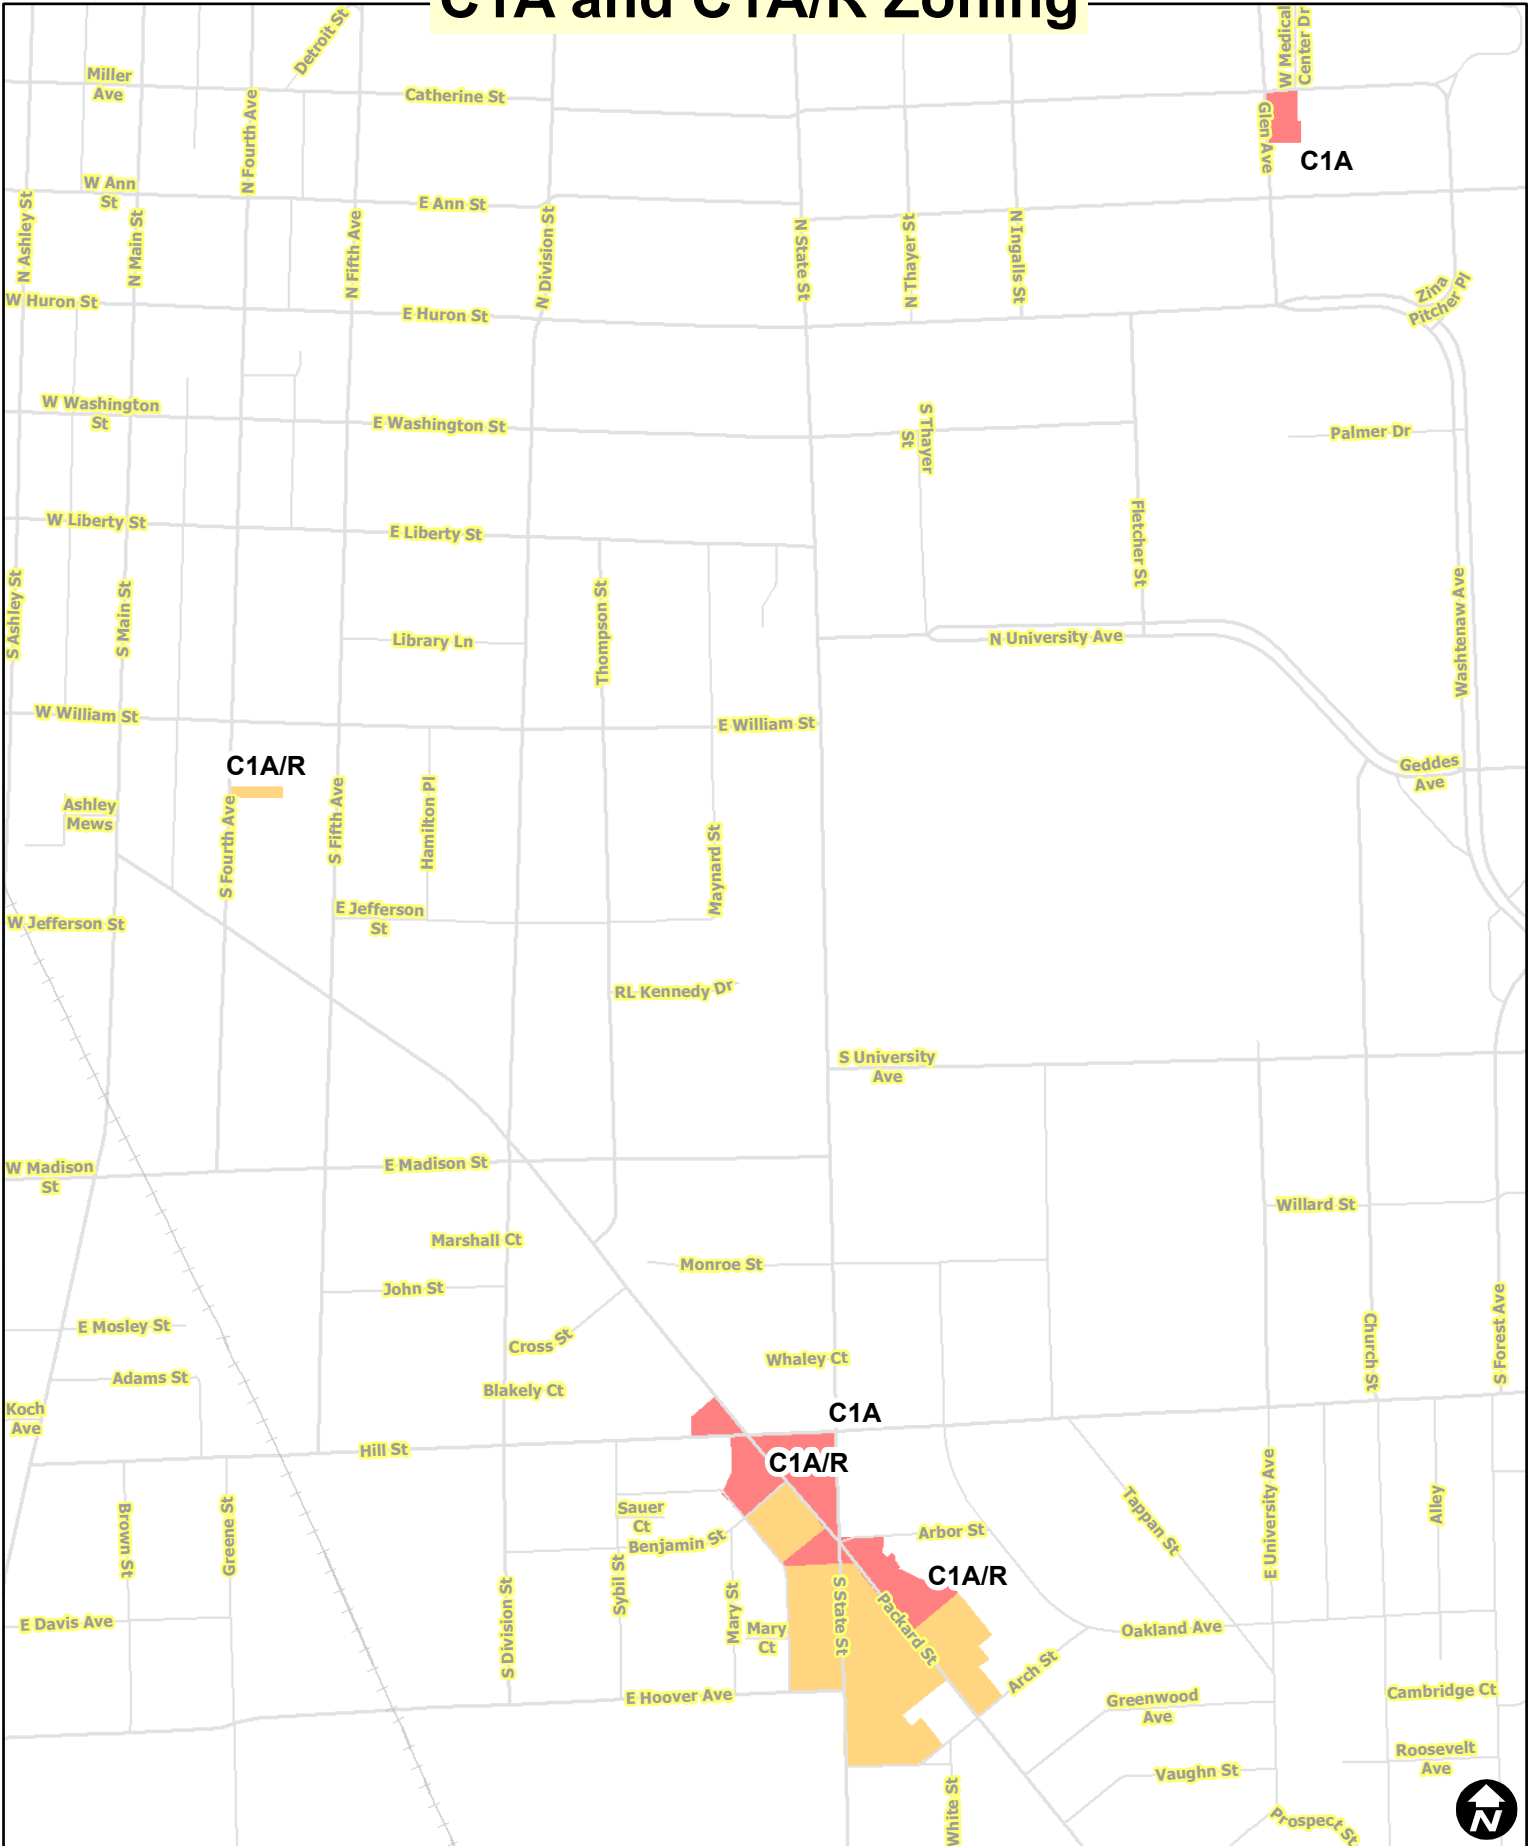 C1A and C1A/R Zoning
Detroit St
W Medical
Center Dr
Miller
Ave
Catherine St
N Fourth Ave
Glen Ave
C1A
W Ann
St
E Ann St
N Ashley St
N Main St
N Fifth Ave
N Division St
N State St
N Thayer St
N Ingalls St
W Huron St
E Huron St
Zina
Pitcher Pl
W Washington
St
E Washington St
S Thayer
St
Palmer Dr
W Liberty St
E Liberty St
Fletcher St
S Ashley St
S Main St
Thompson St
Library Ln
N University Ave
Washtenaw Ave
W William St
E William St
C1A/R
Geddes
Ave
Ashley
Mews
S Fourth Ave
S Fifth Ave
Hamilton Pl
Maynard St
W Jefferson St
E Jefferson
St
RL Kennedy Dr
S University
Ave
W Madison
St
E Madison St
Willard St
Marshall Ct
Monroe St
John St
E Mosley St
Cross St
Whaley Ct
Church St
S Forest Ave
Adams St
Blakely Ct
Koch
Ave
C1A
Hill St
C1A/R
Brown St
Greene St
Sauer
Ct
Benjamin St
Arbor St
Tappan St
E University Ave
Alley
C1A/R
Sybil St
S Division St
Mary St
Mary
Ct
S State St
Packard St
E Davis Ave
Oakland Ave
Arch St
E Hoover Ave
Greenwood
Ave
Cambridge Ct
Roosevelt
Ave
Vaughn St
White St
Prospect St
N